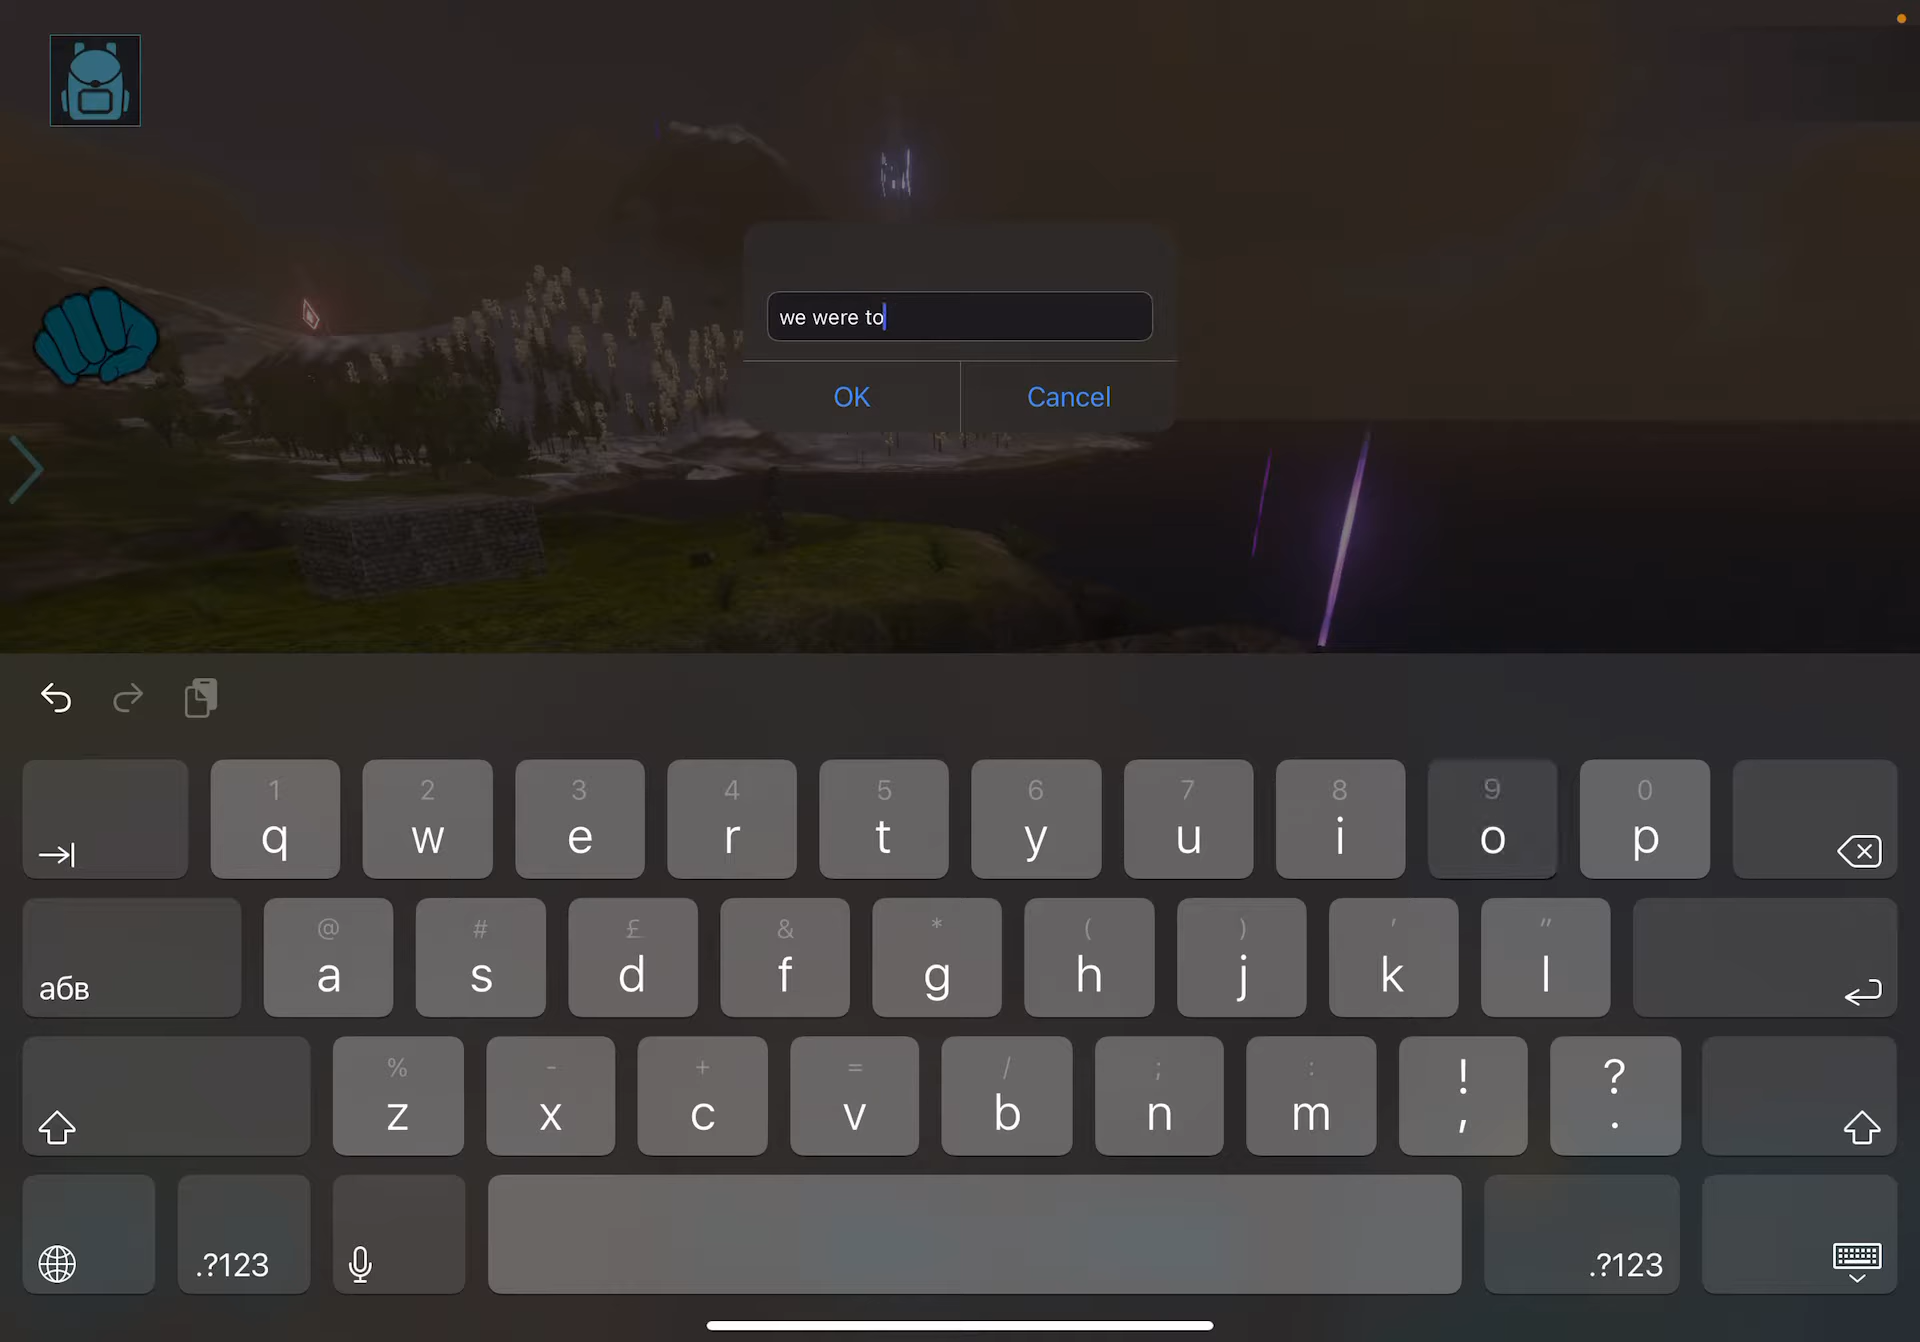 we were to
OK Cancel
1 2 3 4 5 6 7 8 9 0
q w e r t y u i o p
@ # £ & * ( ) ' "
абв a s d f g h j k l
% - + = / ; : ! ?
z x c v b n m , .
.?123 .?123